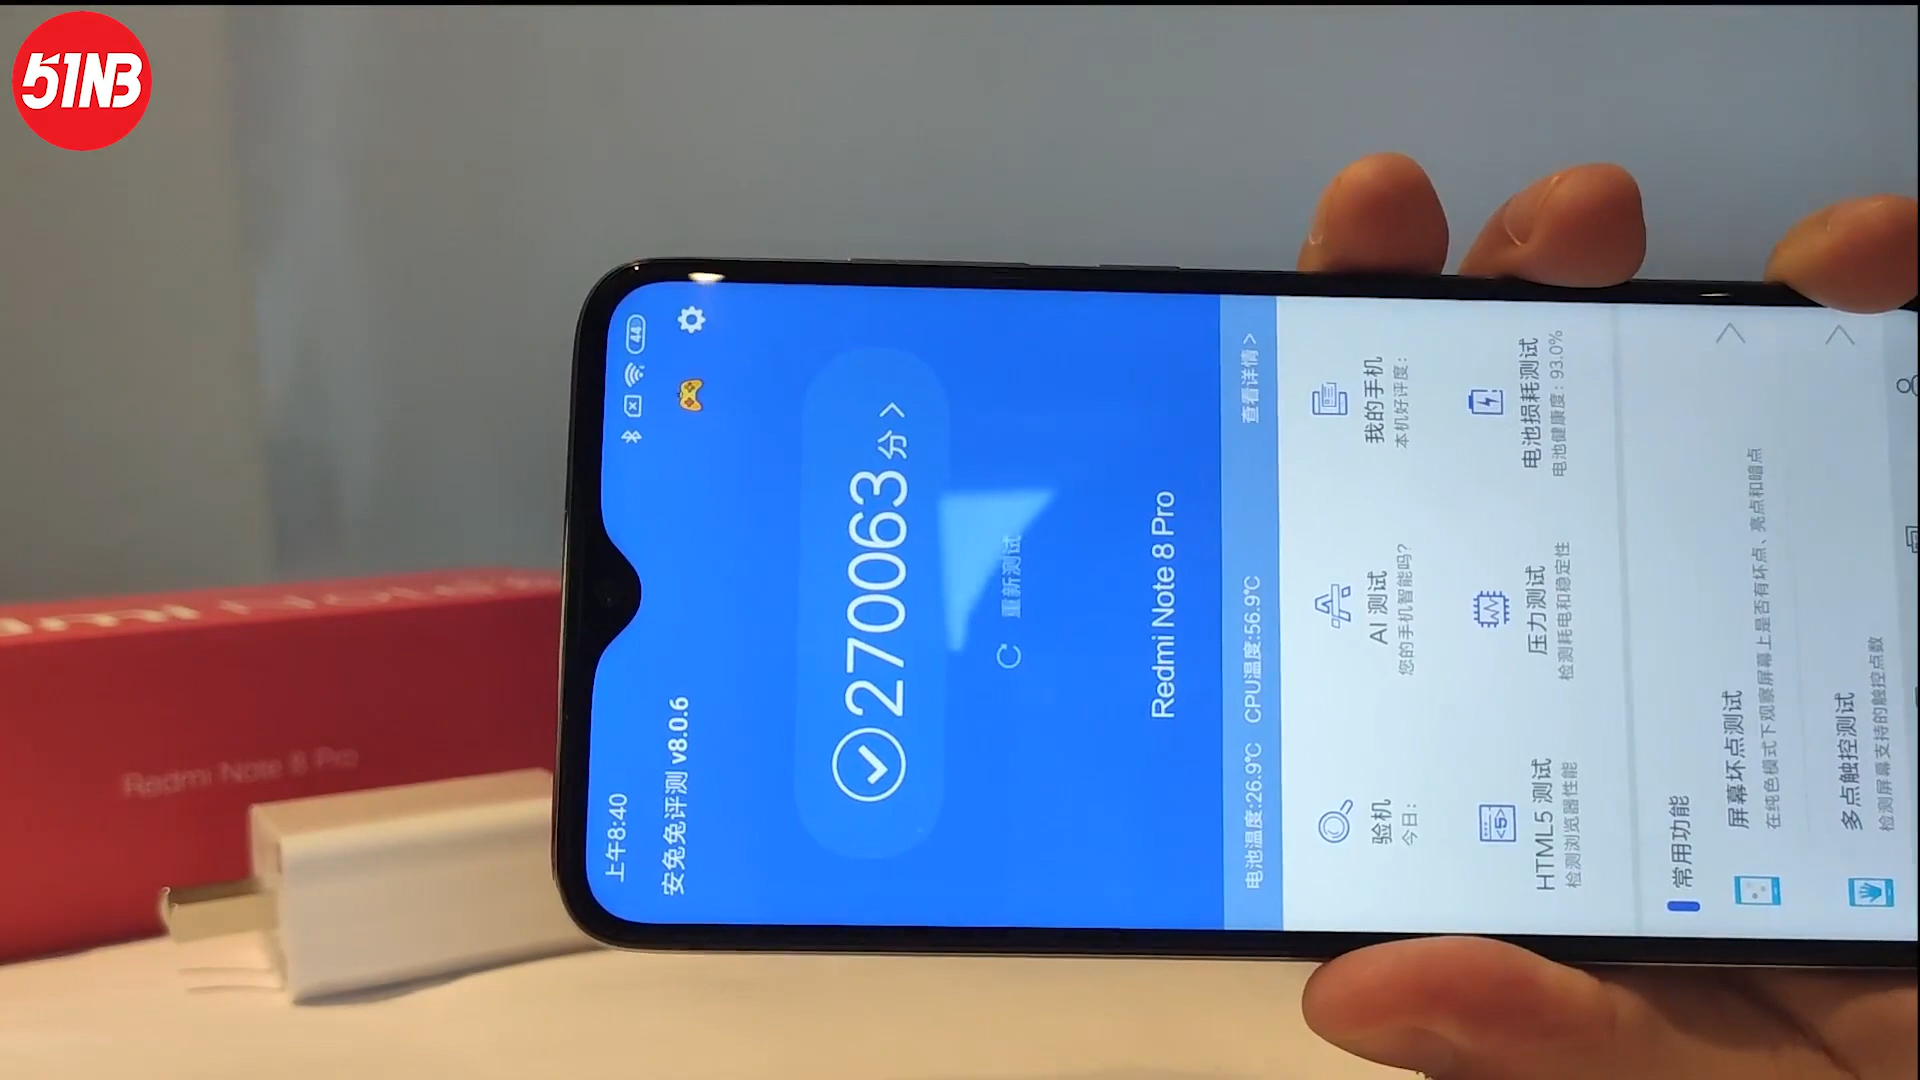 51NB
上午8:40
44
安兔兔评测 v8.0.6
270063分 >
重新测试
Redmi Note 8 Pro
电池温度:26.9℃ CPU温度:56.9℃ 查看详情 >
验机
今日:
AI 测试
您的手机智能吗?
我的手机
本机好评度:
HTML5 测试
检测浏览器性能
压力测试
检测耗电和稳定性
电池损耗测试
电池健康度: 93.0%
常用功能
屏幕坏点测试
在纯色模式下观察屏幕上是否有坏点、亮点和暗点
多点触控测试
检测屏幕支持的触控点数
Redmi Note 8 Pro